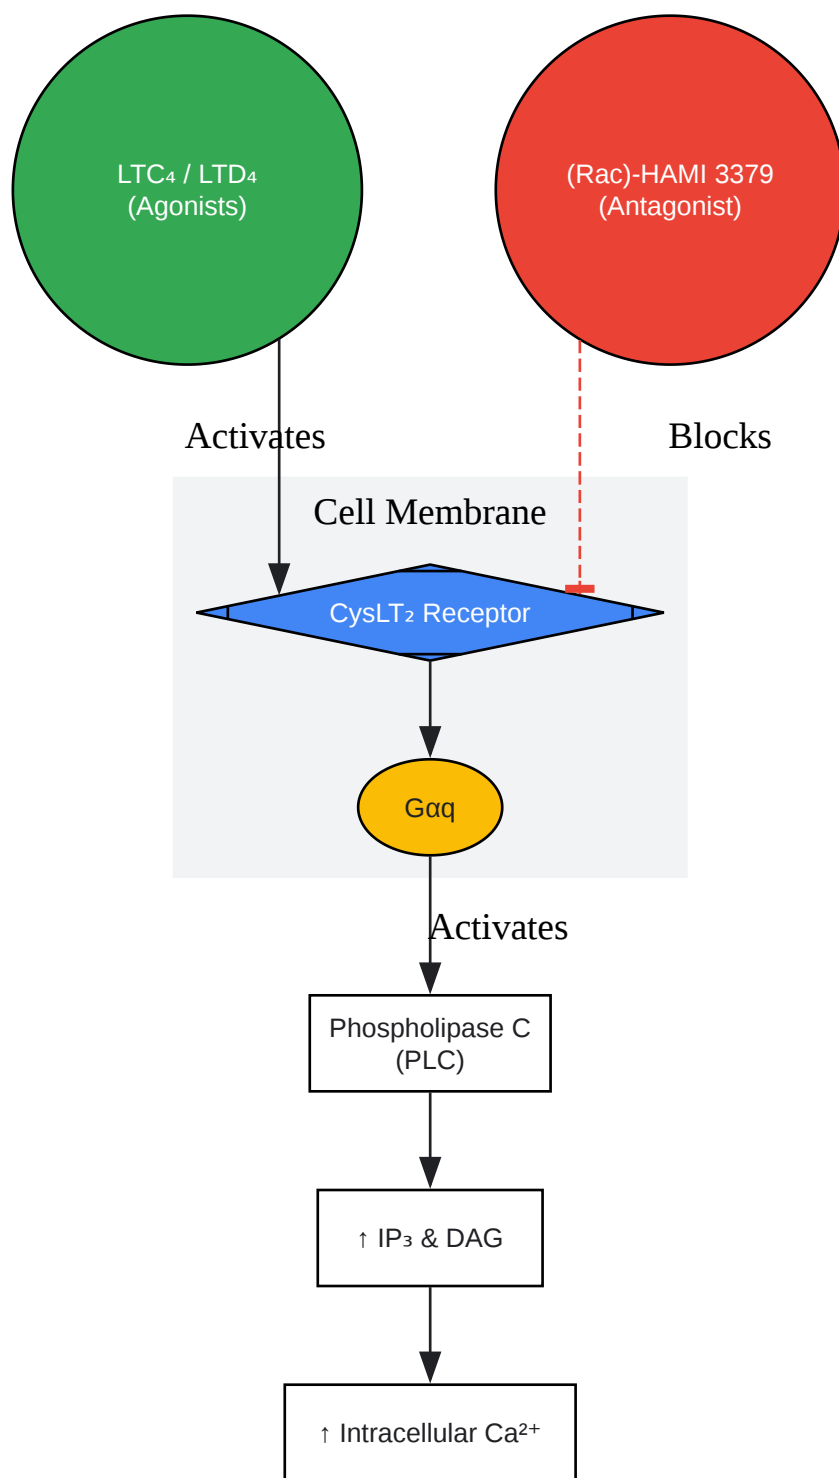 LTC₄ / LTD₄
(Agonists)
(Rac)-HAMI 3379
(Antagonist)
Activates
Blocks
Cell Membrane
CysLT₂ Receptor
Gαq
Activates
Phospholipase C
(PLC)
↑ IP₃ & DAG
↑ Intracellular Ca²⁺